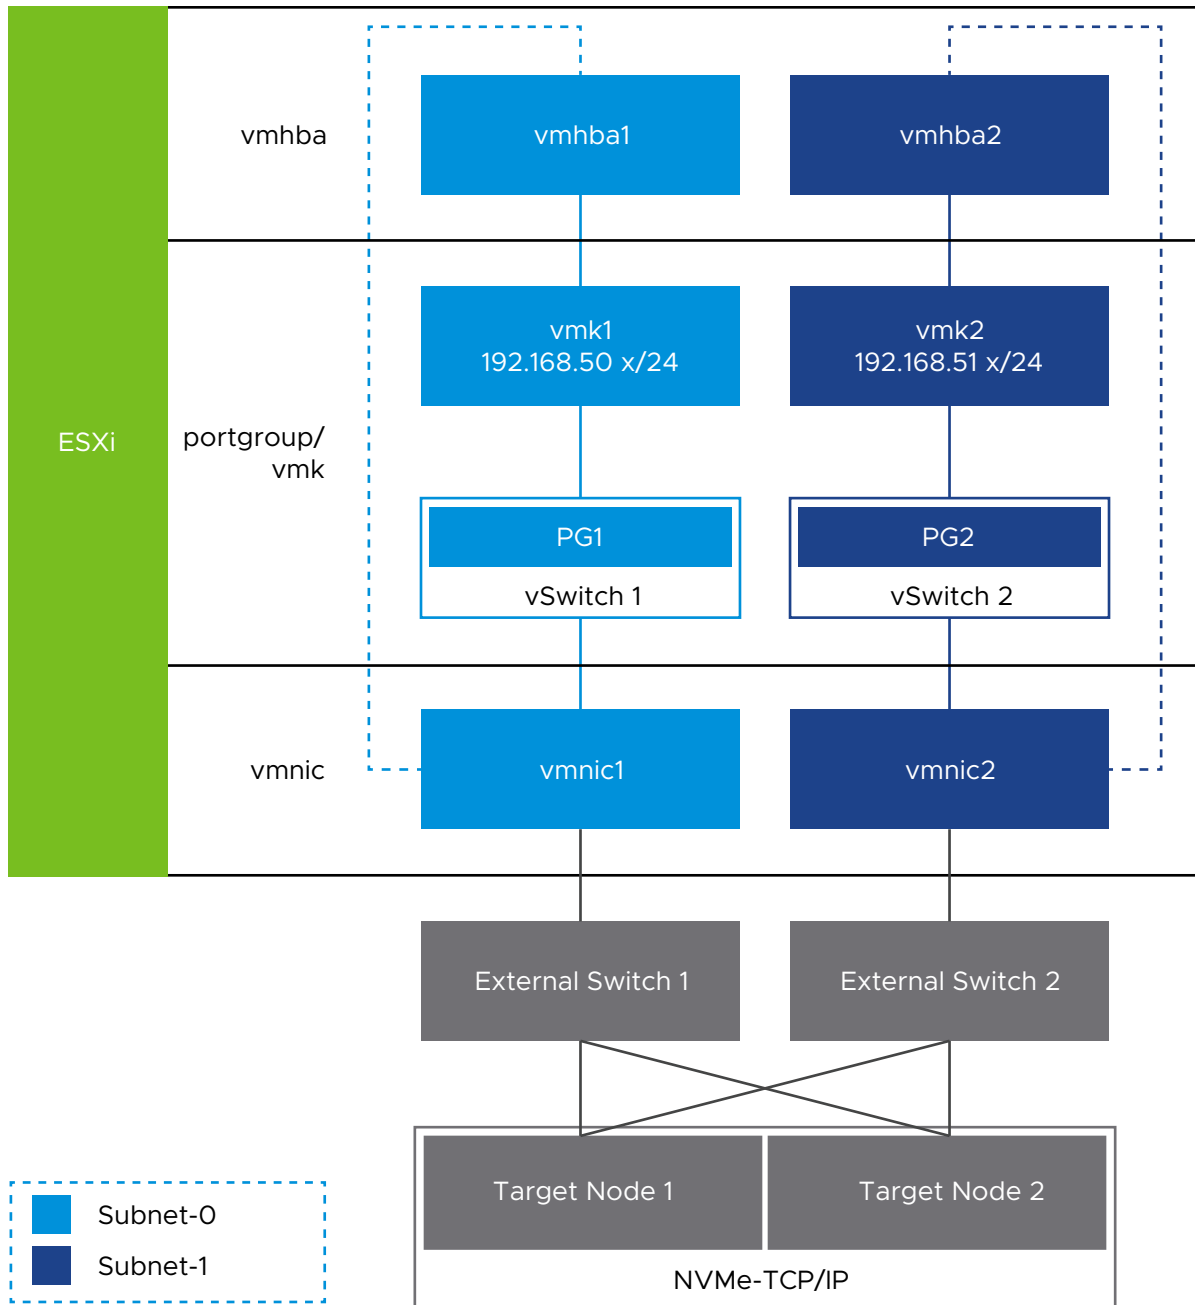 ESXi
vmhba
vmhba1
vmhba2
portgroup/
vmk
vmk1
192.168.50 x/24
vmk2
192.168.51 x/24
PG1
vSwitch 1
PG2
vSwitch 2
vmnic
vmnic1
vmnic2
External Switch 1
External Switch 2
Target Node 1
Target Node 2
NVMe-TCP/IP
Subnet-0
Subnet-1